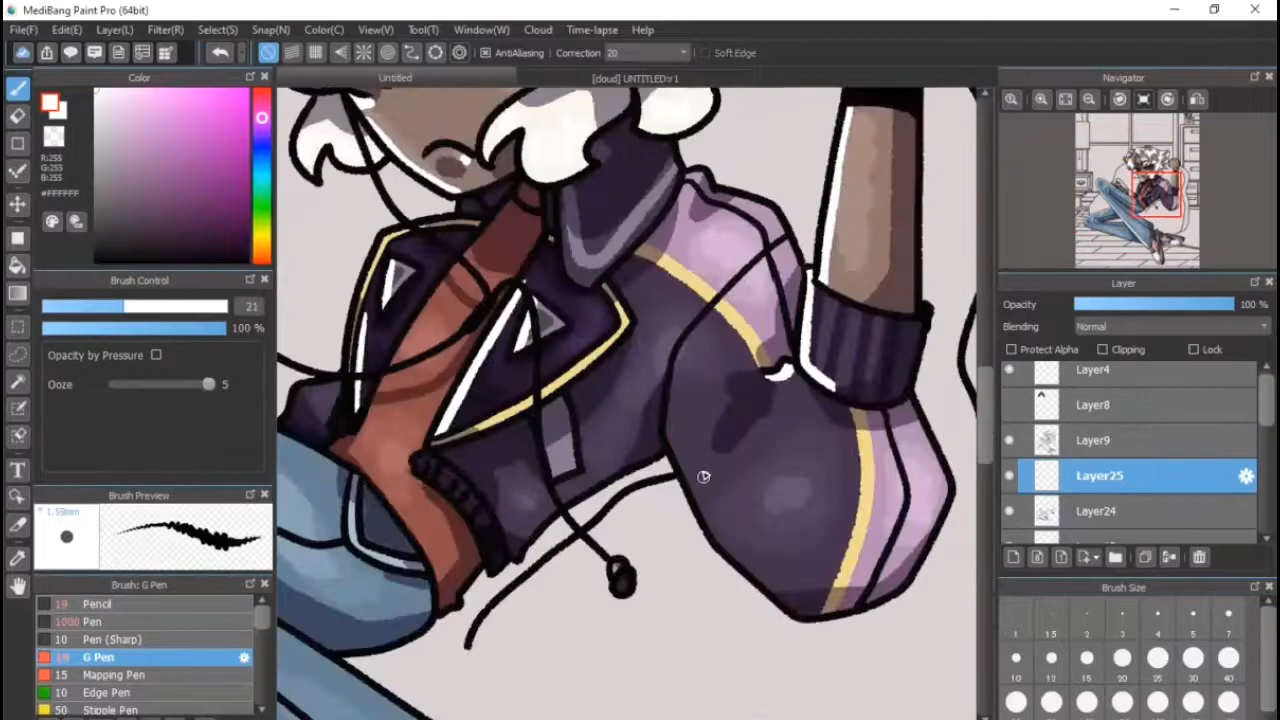 MediBang Paint Pro (64bit)
File(F) Edit(E) Layer(L) Filter(R) Select(S) Snap(N) Color(C) View(V) Tool(T) Window(W) Cloud Time-lapse Help
AntiAliasing Correction 20 Soft Edge
Color
Untitled
[cloud] UNTITLED!r1
Navigator
R:255
G:255
B:255
#FFFFFF
Brush Control
21
100 %
Opacity by Pressure
Ooze 5
Brush Preview
1.59mm
Brush: G Pen
19 Pencil
1000 Pen
10 Pen (Sharp)
19 G Pen
15 Mapping Pen
10 Edge Pen
50 Stipple Pen
Layer
Opacity 100 %
Blending Normal
Protect Alpha Clipping Lock
Layer4
Layer8
Layer9
Layer25
Layer24
Brush Size
1 1.5 2 3 4 5 7
10 12 15 20 25 30 40